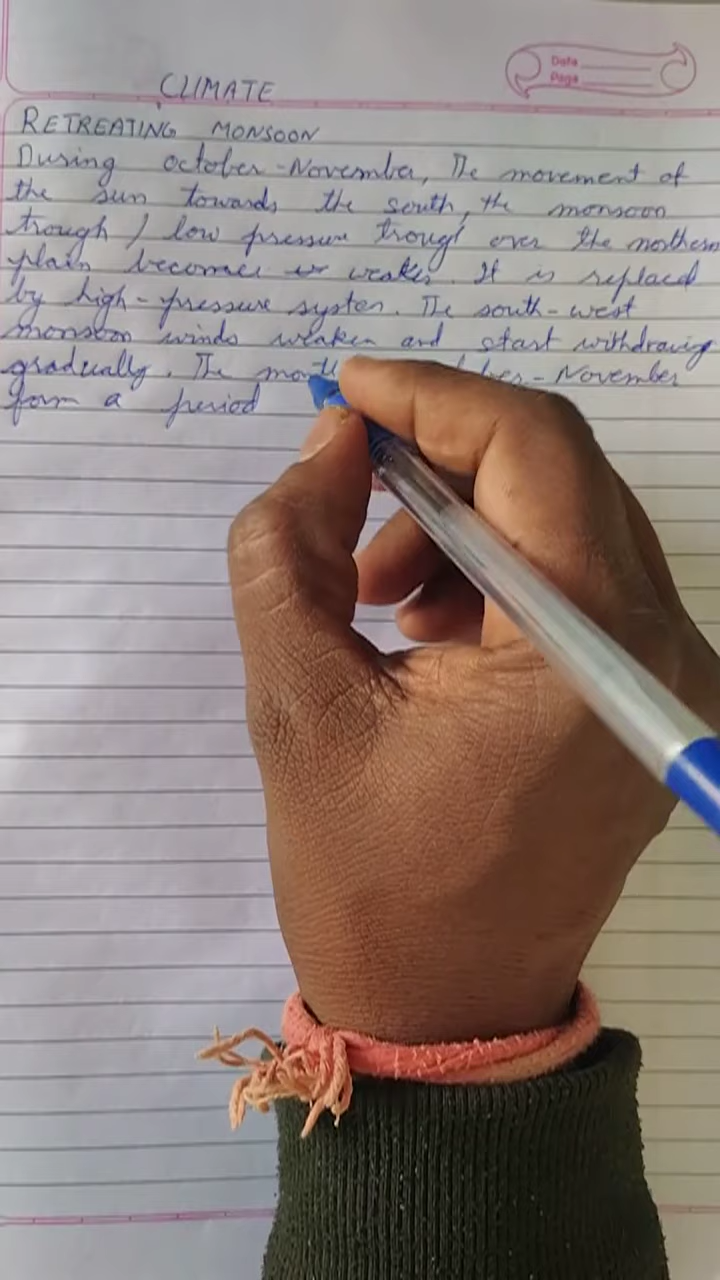 Date
Page
CLIMATE
RETREATING MONSOON
During october-November, The movement of
the sun towards the south, the monsoon
trough / low pressure trough over the northern
plain becomes weaker. It is replaced
by high-pressure system. The south-west
monsoon winds weaken and start withdrawing
gradually. The - November
form a period